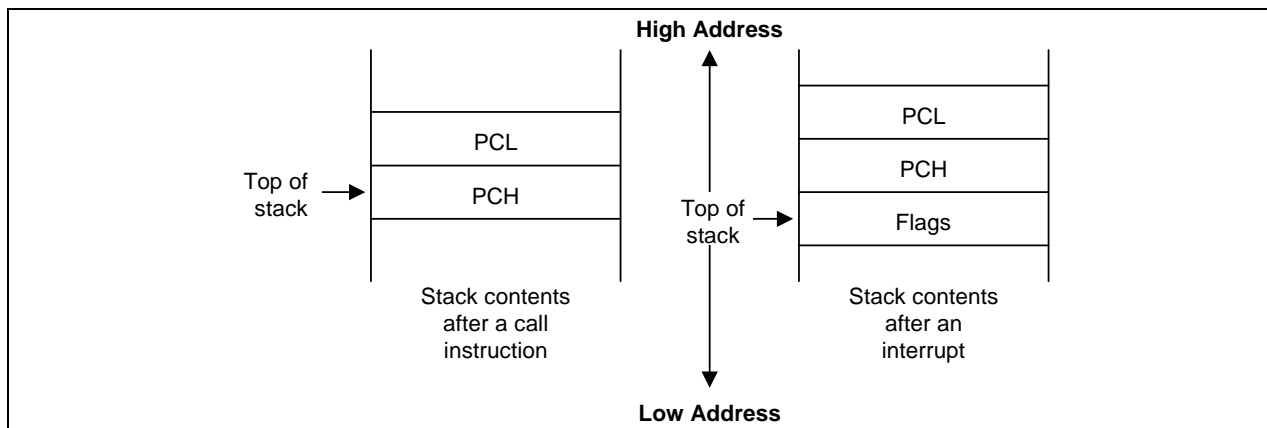 High Address
PCL
PCH
Top of
stack
Stack contents
after a call
instruction
PCL
PCH
Flags
Top of
stack
Stack contents
after an
interrupt
Low Address